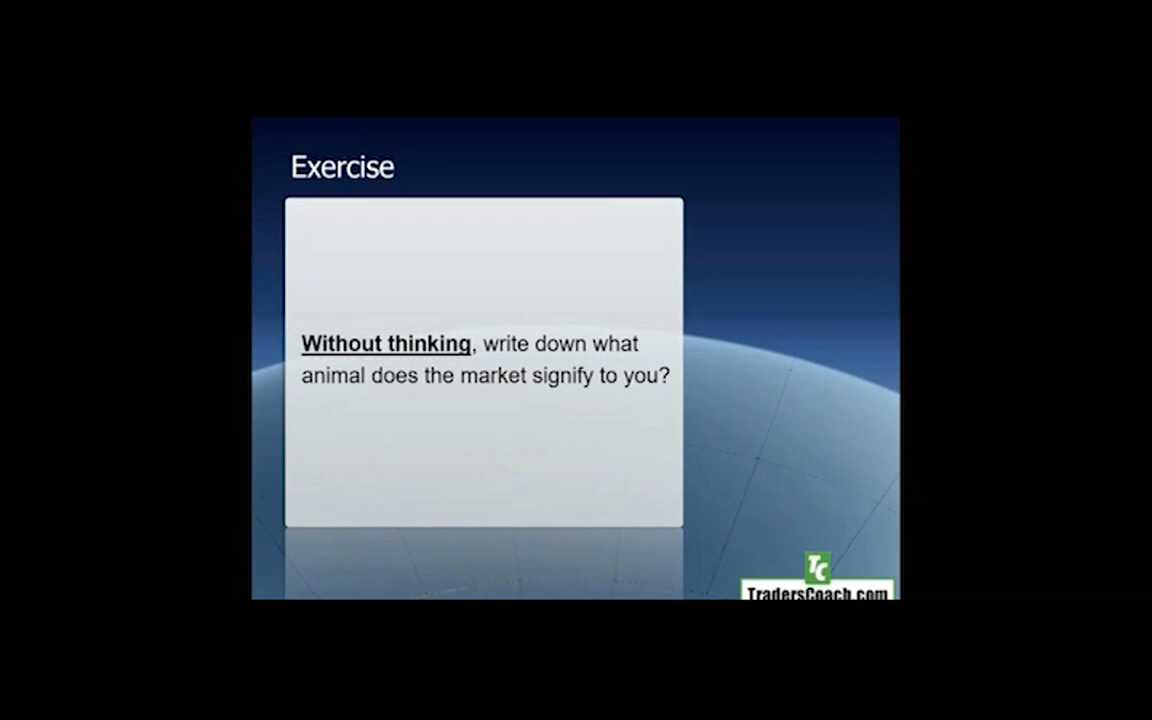 Exercise
Without thinking, write down what
animal does the market signify to you?
TC
TradersCoach.com